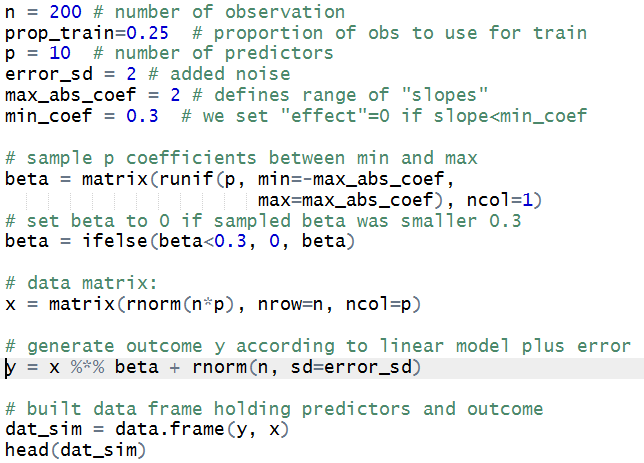 n = 200 # number of observation
prop_train=0.25  # proportion of obs to use for train
p = 10  # number of predictors
error_sd = 2 # added noise
max_abs_coef = 2 # defines range of "slopes"
min_coef = 0.3  # we set "effect"=0 if slope<min_coef

# sample p coefficients between min and max
beta = matrix(runif(p, min=-max_abs_coef,
                       max=max_abs_coef), ncol=1)
# set beta to 0 if sampled beta was smaller 0.3
beta = ifelse(beta<0.3, 0, beta)

# data matrix:
x = matrix(rnorm(n*p), nrow=n, ncol=p)

# generate outcome y according to linear model plus error
y = x %*% beta + rnorm(n, sd=error_sd)

# built data frame holding predictors and outcome
dat_sim = data.frame(y, x)
head(dat_sim)